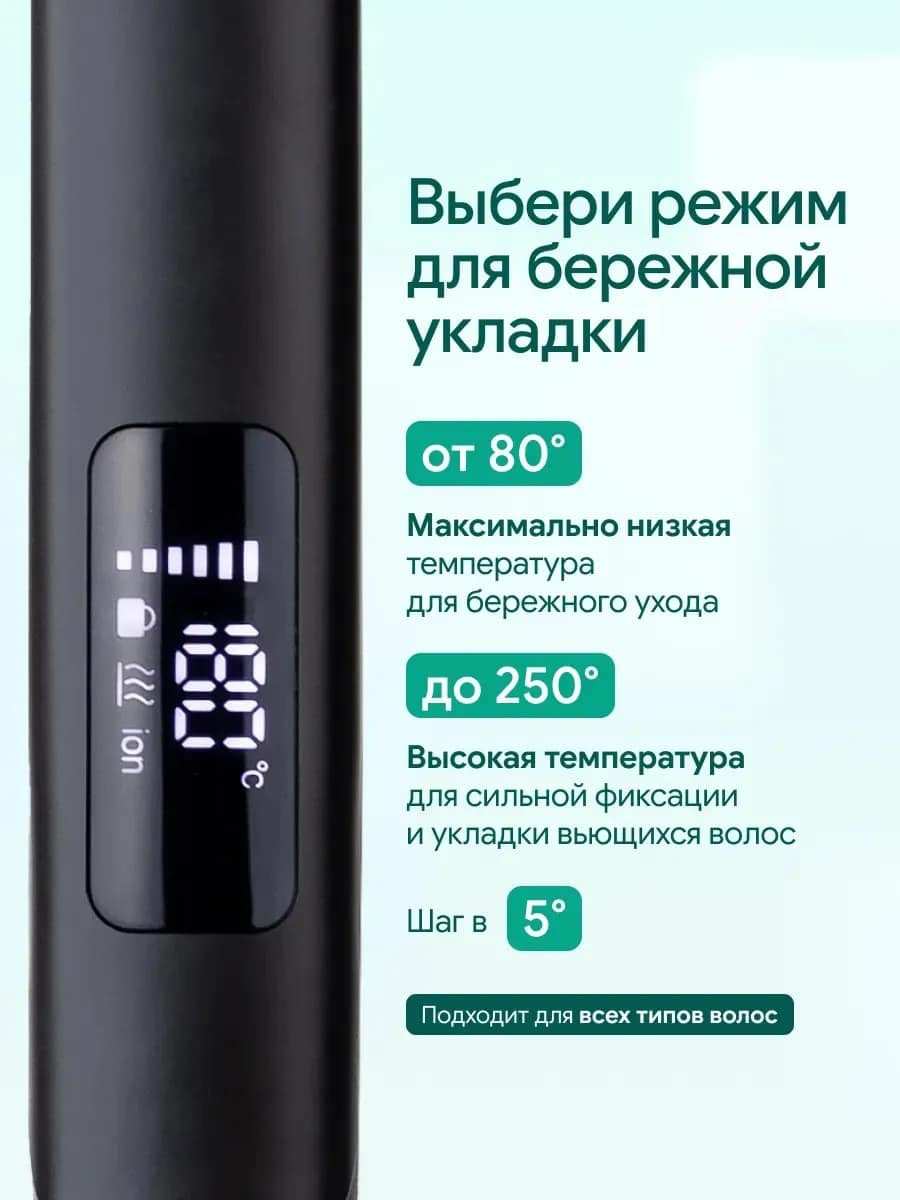 Выбери режим
для бережной
укладки
от 80°
Максимально низкая
температура
для бережного ухода
до 250°
Высокая температура
для сильной фиксации
и укладки вьющихся волос
Шаг в 5°
Подходит для всех типов волос
180 °C
ion